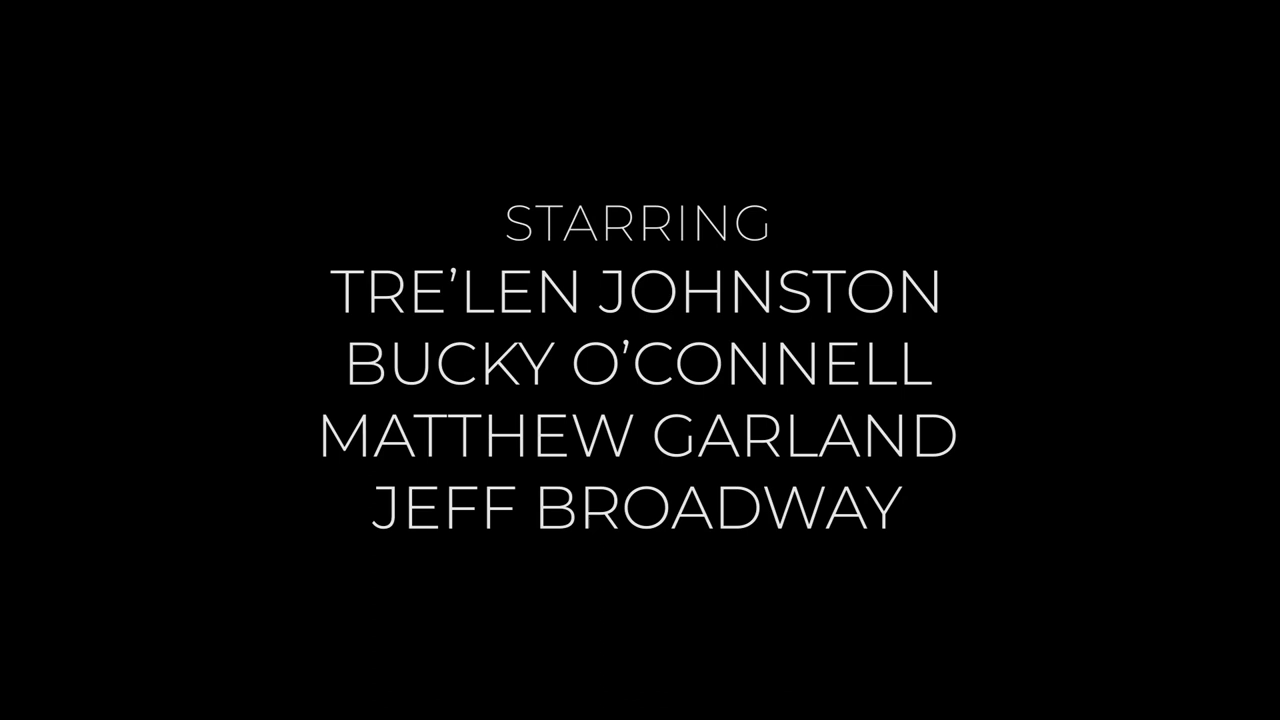 STARRING
TRE’LEN JOHNSTON
BUCKY O’CONNELL
MATTHEW GARLAND
JEFF BROADWAY